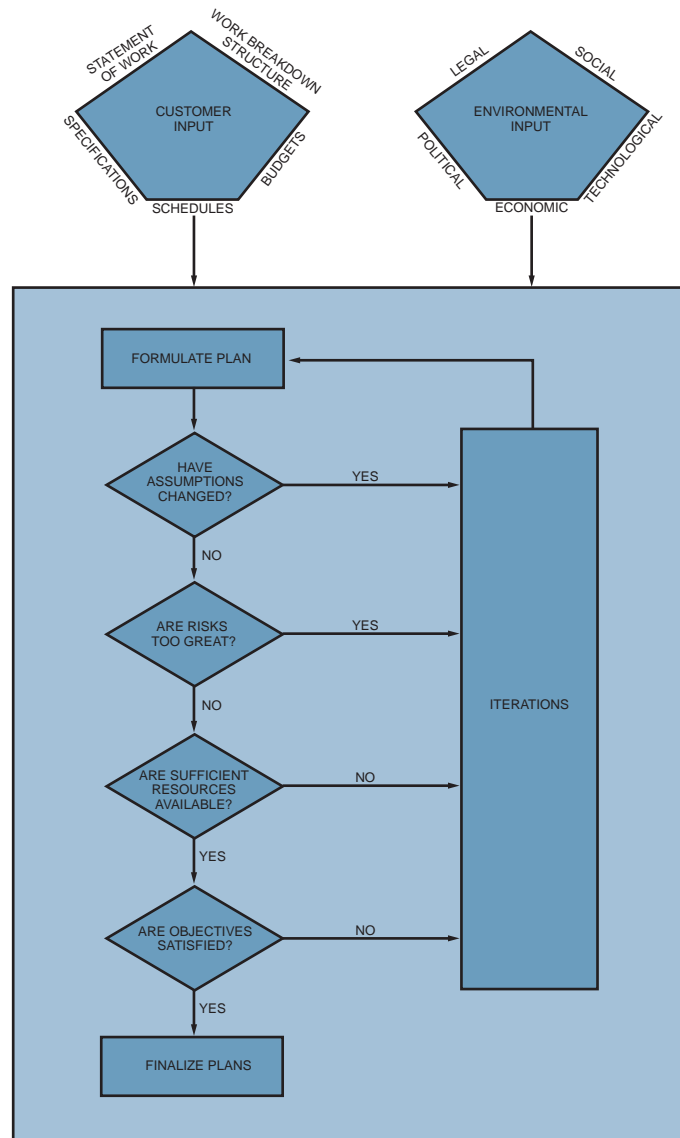 STATEMENT
OF WORK
WORK BREAKDOWN
STRUCTURE
CUSTOMER
INPUT
SPECIFICATIONS
BUDGETS
SCHEDULES
LEGAL
SOCIAL
ENVIRONMENTAL
INPUT
POLITICAL
TECHNOLOGICAL
ECONOMIC
FORMULATE PLAN
HAVE
ASSUMPTIONS
CHANGED?
YES
NO
ARE RISKS
TOO GREAT?
YES
NO
ITERATIONS
ARE SUFFICIENT
RESOURCES
AVAILABLE?
NO
YES
ARE OBJECTIVES
SATISFIED?
NO
YES
FINALIZE PLANS